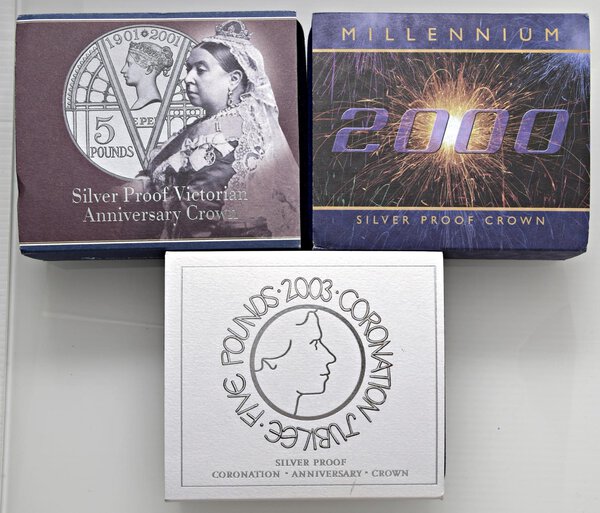 1901 · 2001
5
POUNDS
Silver Proof Victorian
Anniversary Crown
MILLENNIUM
2000
SILVER PROOF CROWN
FIVE POUNDS · 2003 · CORONATION JUBILEE ·
SILVER PROOF
CORONATION · ANNIVERSARY · CROWN